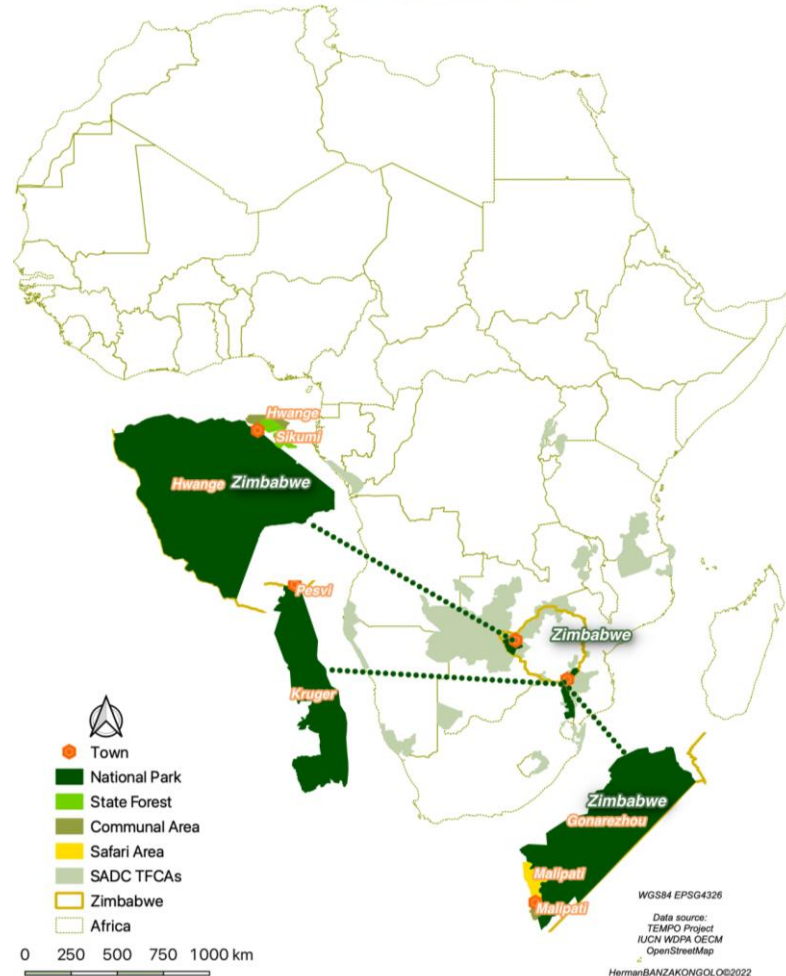 Hwange
Sikumi
Hwange
Zimbabwe
Pesvi
Zimbabwe
Kruger
Zimbabwe
Gonarezhou
Malipati
Malipati
Town
National Park
State Forest
Communal Area
Safari Area
SADC TFCAs
Zimbabwe
Africa
0 250 500 750 1000 km
WGS84 EPSG4326
Data source:
TEMPO Project
IUCN WDPA OECM
OpenStreetMap
HermanBANZAKONGOLO©2022